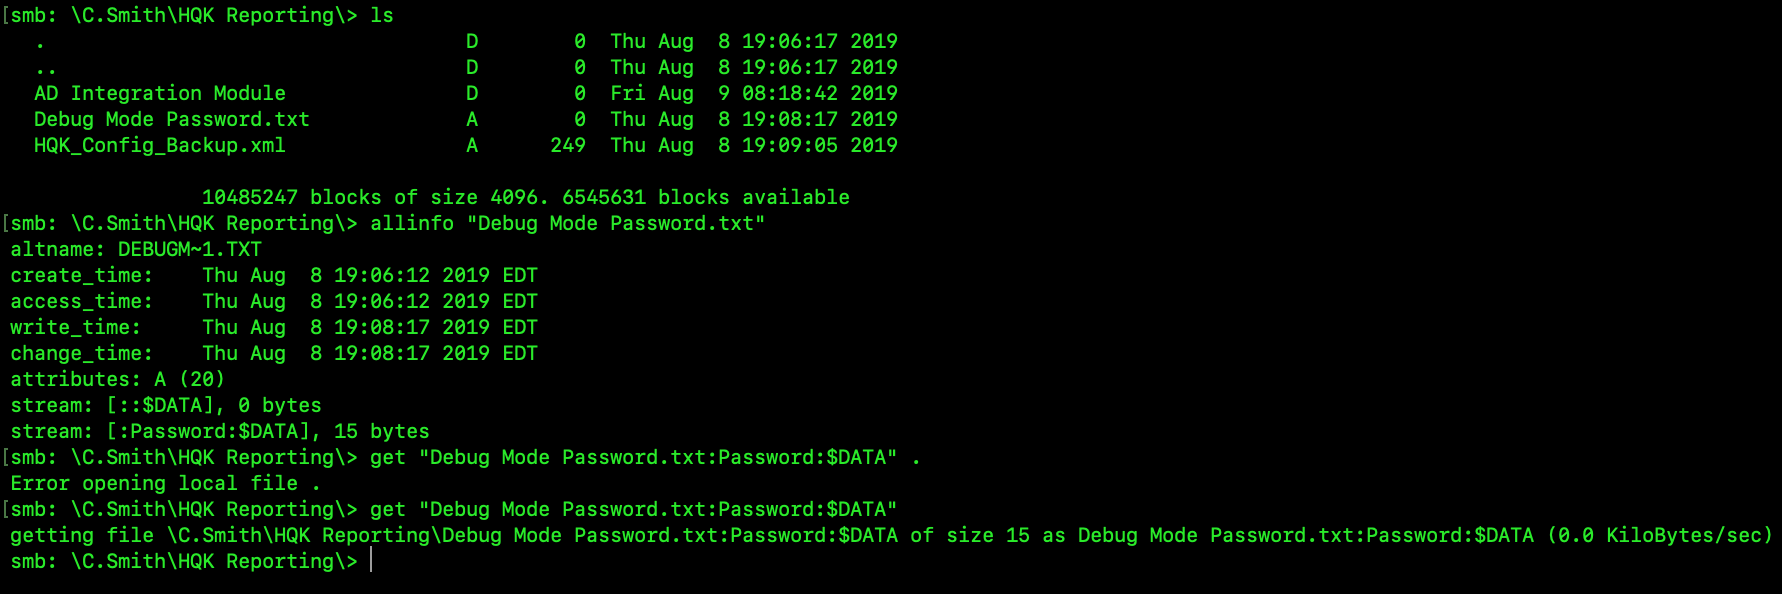 [smb: \C.Smith\HQK Reporting\> ls
  .                                   D        0  Thu Aug  8 19:06:17 2019
  ..                                  D        0  Thu Aug  8 19:06:17 2019
  AD Integration Module               D        0  Fri Aug  9 08:18:42 2019
  Debug Mode Password.txt             A        0  Thu Aug  8 19:08:17 2019
  HQK_Config_Backup.xml               A      249  Thu Aug  8 19:09:05 2019
                10485247 blocks of size 4096. 6545631 blocks available
[smb: \C.Smith\HQK Reporting\> allinfo "Debug Mode Password.txt"
altname: DEBUGM~1.TXT
create_time:    Thu Aug  8 19:06:12 2019 EDT
access_time:    Thu Aug  8 19:06:12 2019 EDT
write_time:     Thu Aug  8 19:08:17 2019 EDT
change_time:    Thu Aug  8 19:08:17 2019 EDT
attributes: A (20)
stream: [::$DATA], 0 bytes
stream: [:Password:$DATA], 15 bytes
[smb: \C.Smith\HQK Reporting\> get "Debug Mode Password.txt:Password:$DATA" .
Error opening local file .
[smb: \C.Smith\HQK Reporting\> get "Debug Mode Password.txt:Password:$DATA"
getting file \C.Smith\HQK Reporting\Debug Mode Password.txt:Password:$DATA of size 15 as Debug Mode Password.txt:Password:$DATA (0.0 KiloBytes/sec)
smb: \C.Smith\HQK Reporting\>